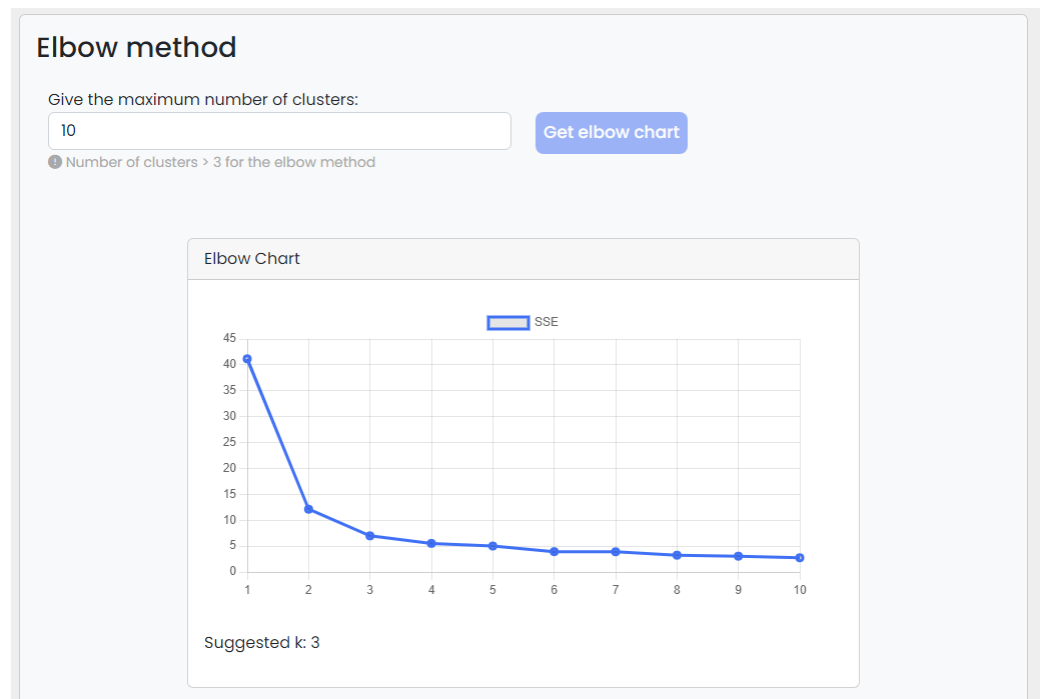 Elbow method
Give the maximum number of clusters:
10
Get elbow chart
Number of clusters > 3 for the elbow method
Elbow Chart
SSE
45
40
35
30
25
20
15
10
5
0
1 2 3 4 5 6 7 8 9 10
Suggested k: 3